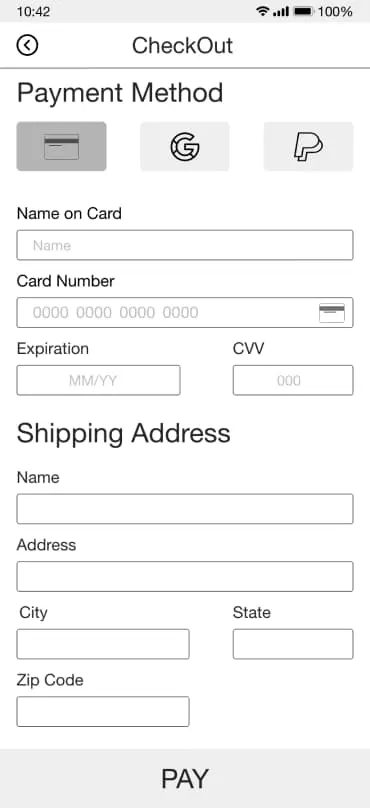 10:42 100%
CheckOut
Payment Method
Name on Card
Name
Card Number
0000 0000 0000 0000
Expiration CVV
MM/YY 000
Shipping Address
Name
Address
City State
Zip Code
PAY